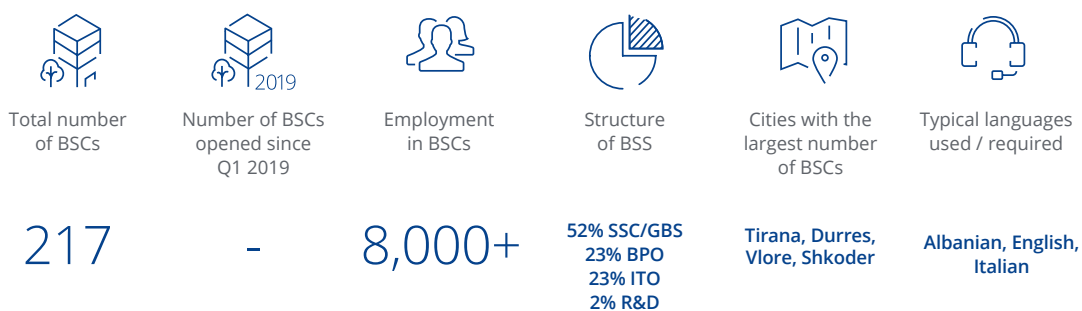 2019
Total number
of BSCs
Number of BSCs
opened since
Q1 2019
Employment
in BSCs
Structure
of BSS
Cities with the
largest number
of BSCs
Typical languages
used / required
217
-
8,000+
52% SSC/GBS
23% BPO
23% ITO
2% R&D
Tirana, Durres,
Vlore, Shkoder
Albanian, English,
Italian